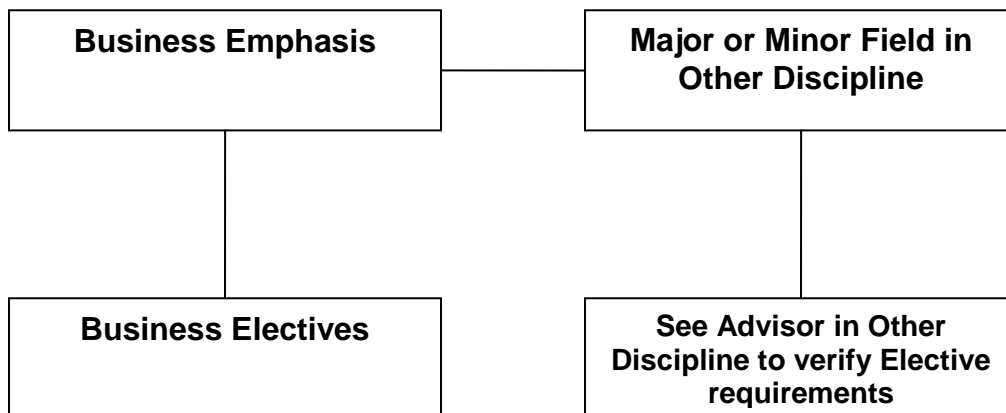 Business Emphasis
Major or Minor Field in
Other Discipline
Business Electives
See Advisor in Other
Discipline to verify Elective
requirements